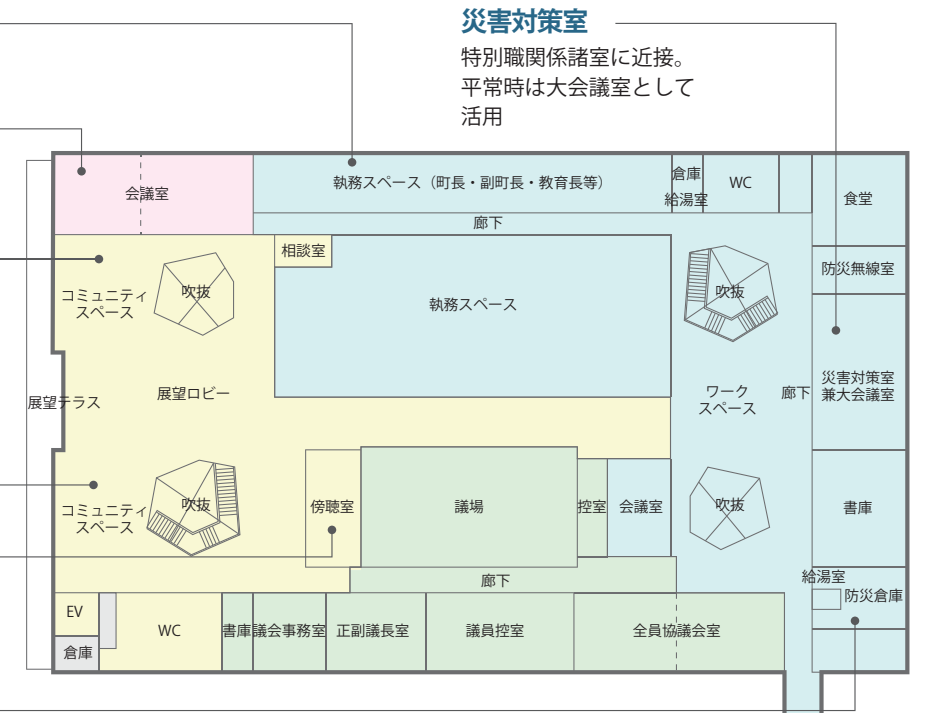 災害対策室
特別職関係諸室に近接。
平常時は大会議室として
活用
会議室
執務スペース（町長・副町長・教育長等）
倉庫
給湯室
WC
食堂
廊下
相談室
防災無線室
コミュニティ
スペース
吹抜
執務スペース
吹抜
展望テラス
展望ロビー
ワーク
スペース
廊下
災害対策室
兼大会議室
コミュニティ
スペース
吹抜
傍聴室
議場
控室
会議室
吹抜
書庫
廊下
給湯室
防災倉庫
EV
倉庫
WC
書庫
議会事務室
正副議長室
議員控室
全員協議会室